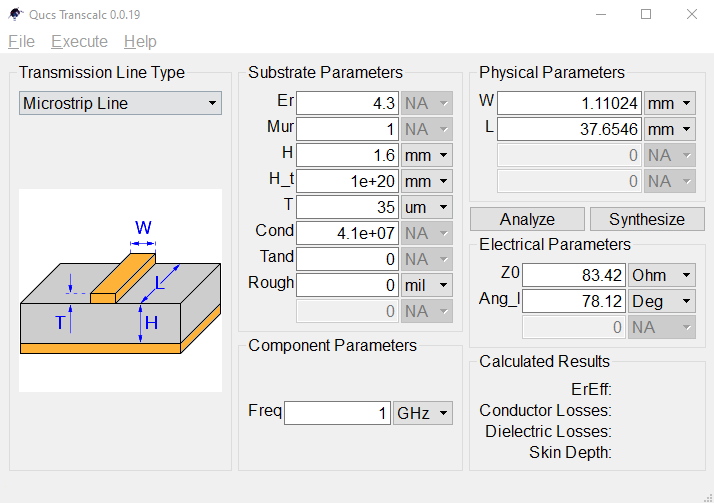 Qucs Transcalc 0.0.19
File Execute Help
Transmission Line Type
Microstrip Line
W
L
T
H
Substrate Parameters
Er 4.3 NA
Mur 1 NA
H 1.6 mm
H_t 1e+20 mm
T 35 um
Cond 4.1e+07 NA
Tand 0 NA
Rough 0 mil
0 NA
Component Parameters
Freq 1 GHz
Physical Parameters
W 1.11024 mm
L 37.6546 mm
0 NA
0 NA
Analyze Synthesize
Electrical Parameters
Z0 83.42 Ohm
Ang_l 78.12 Deg
0 NA
Calculated Results
ErEff:
Conductor Losses:
Dielectric Losses:
Skin Depth: